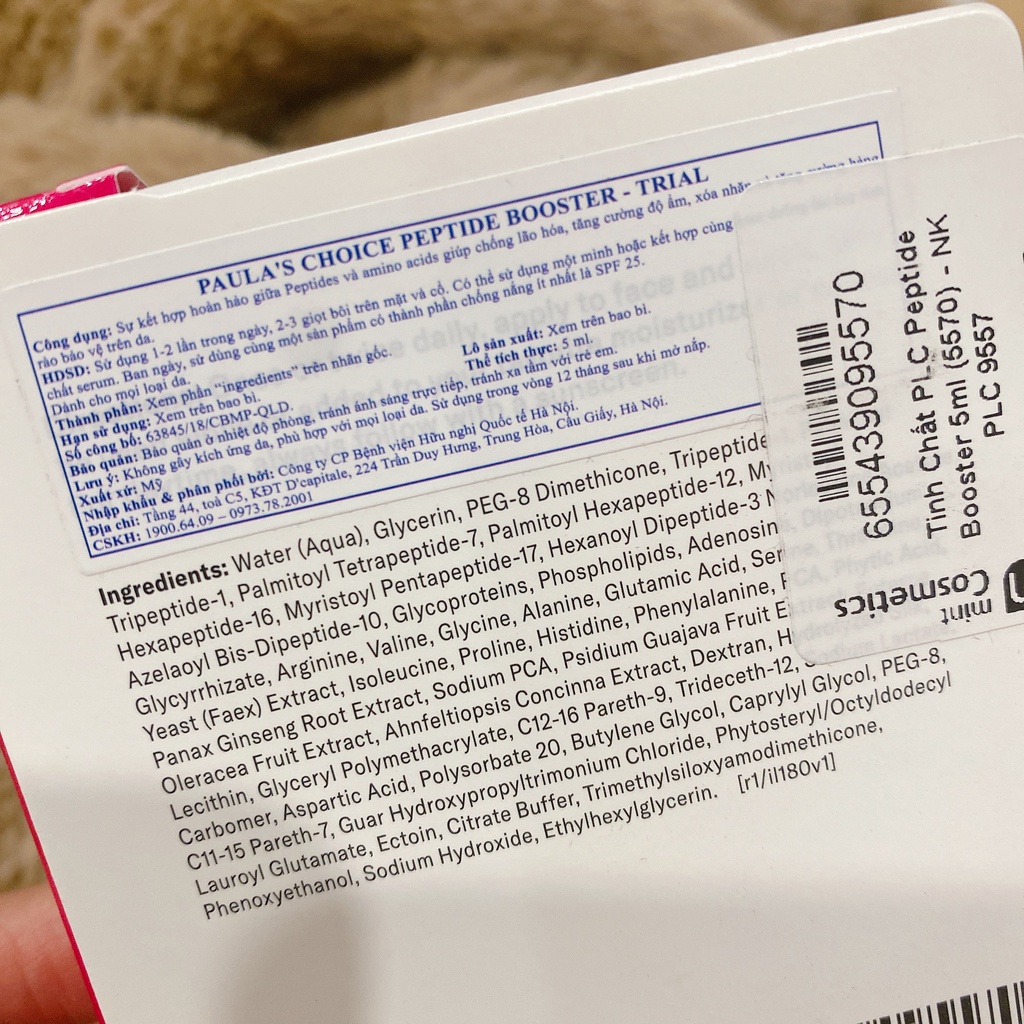 PAULA'S CHOICE PEPTIDE BOOSTER - TRIAL
Công dụng: Sự kết hợp hoàn hảo giữa Peptides và amino acids giúp chống lão hóa, tăng cường độ ẩm, xóa
rào bảo vệ trên da.
HDSD: Sử dụng 1-2 lần trong ngày, 2-3 giọt bôi trên mặt và cổ. Có thể sử dụng một mình hoặc kết hợp cùng
chất serum. Ban ngày, sử dùng cùng một sản phẩm có thành phần chống nắng ít nhất là SPF 25.
Dành cho mọi loại da.
Thành phần: Xem phần "ingredients" trên nhãn gốc.
Hạn sử dụng: Xem trên bao bì. Lô sản xuất: Xem trên bao bì.
Số công bố: 63845/18/CBMP-QLD. Thể tích thực: 5 ml.
Bảo quản: Bảo quản ở nhiệt độ phòng, tránh ánh sáng trực tiếp, tránh xa tầm với trẻ em.
Lưu ý: Không gây kích ứng da, phù hợp với mọi loại da. Sử dụng trong vòng 12 tháng sau khi mở nắp.
Xuất xứ: Mỹ
Nhập khẩu & phân phối bởi: Công ty CP Bệnh viện Hữu nghị Quốc tế Hà Nội.
Địa chỉ: Tầng 44, toà C5, KĐT D'capitale, 224 Trần Duy Hưng, Trung Hòa, Cầu Giấy, Hà Nội.
CSKH: 1900.64.09 – 0973.78.2001
daily, apply to face and
moisturize
always follow with a sunscreen.
Ingredients: Water (Aqua), Glycerin, PEG-8 Dimethicone, Tripeptide
Tripeptide-1, Palmitoyl Tetrapeptide-7, Palmitoyl Hexapeptide-12,
Hexapeptide-16, Myristoyl Pentapeptide-17, Hexanoyl Dipeptide-3
Azelaoyl Bis-Dipeptide-10, Glycoproteins, Phospholipids,
Glycyrrhizate, Arginine, Valine, Glycine, Alanine, Glutamic Acid,
Yeast (Faex) Extract, Isoleucine, Proline, Histidine, Phenylalanine,
Panax Ginseng Root Extract, Sodium PCA, Psidium Guajava Fruit
Oleracea Fruit Extract, Ahnfeltiopsis Concinna Extract, Dextran,
Lecithin, Glyceryl Polymethacrylate, C12-16 Pareth-9, Trideceth-12,
Carbomer, Aspartic Acid, Polysorbate 20, Butylene Glycol, Caprylyl Glycol, PEG-8,
C11-15 Pareth-7, Guar Hydroxypropyltrimonium Chloride, Phytosteryl/Octyldodecyl
Lauroyl Glutamate, Ectoin, Citrate Buffer, Trimethylsiloxyamodimethicone,
Phenoxyethanol, Sodium Hydroxide, Ethylhexylglycerin. [r1/il180v1]
6555439095570
Tinh Chất PLC Peptide
Booster 5ml (5570) - NK
PLC 9557
mint
Cosmetics